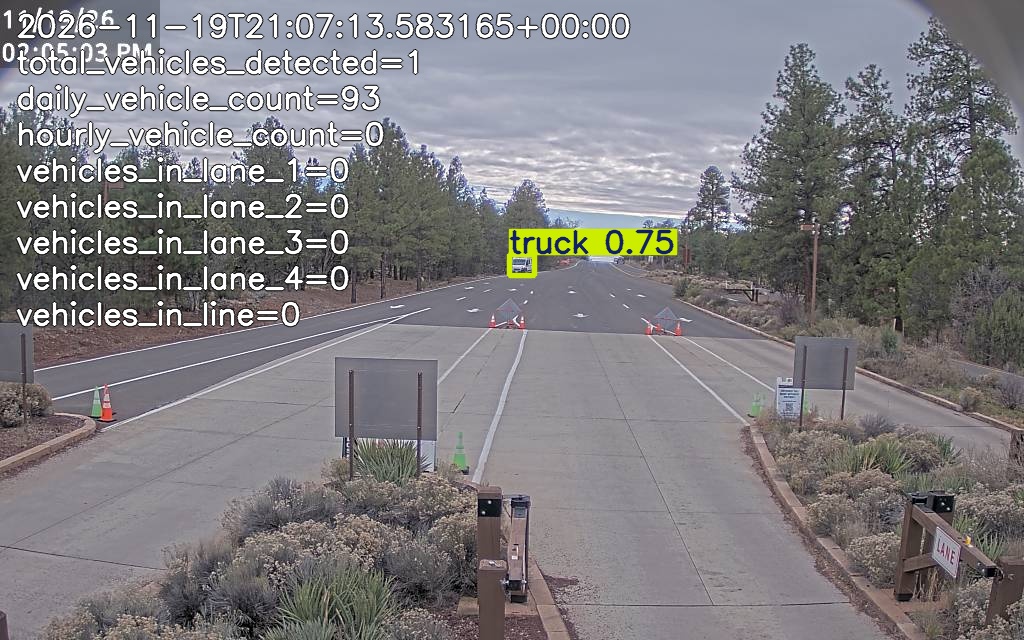 2026-11-19T21:07:13.583165+00:00
02:05:03 PM
total_vehicles_detected=1
daily_vehicle_count=93
hourly_vehicle_count=0
vehicles_in_lane_1=0
vehicles_in_lane_2=0
truck 0.75
vehicles_in_lane_3=0
vehicles_in_lane_4=0
vehicles_in_line=0
LANE